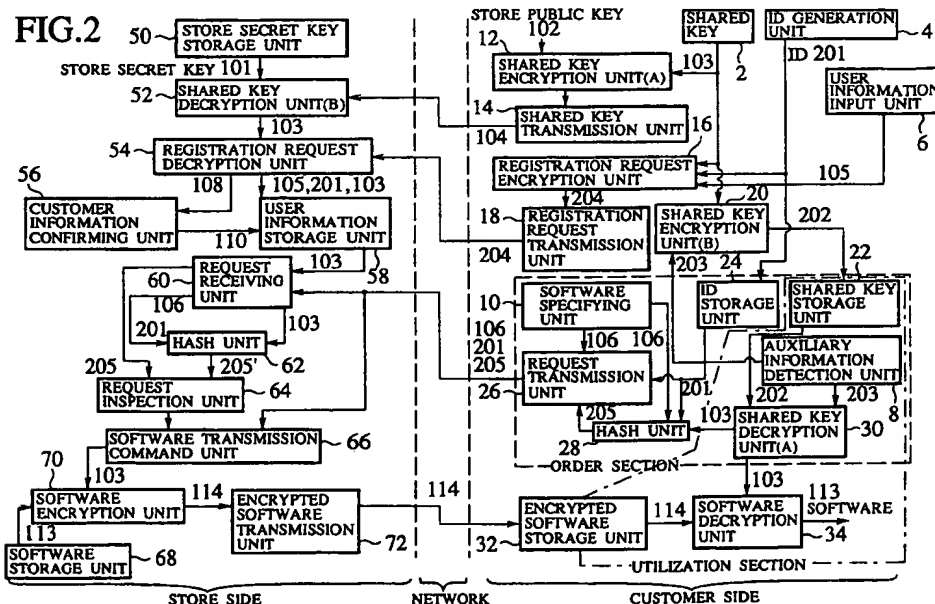 FIG.2
50
STORE SECRET KEY
STORAGE UNIT
STORE SECRET KEY
101
52
SHARED KEY
DECRYPTION UNIT(B)
103
54
REGISTRATION REQUEST
DECRYPTION UNIT
108
105,201,103
56
CUSTOMER
INFORMATION
CONFIRMING UNIT
110
USER
INFORMATION
STORAGE UNIT
58
103
60
REQUEST
RECEIVING
UNIT
106
201
103
HASH UNIT
62
205
205'
REQUEST
INSPECTION UNIT
64
SOFTWARE TRANSMISSION
COMMAND UNIT
66
70
103
SOFTWARE
ENCRYPTION UNIT
114
ENCRYPTED
SOFTWARE
TRANSMISSION
UNIT
72
113
SOFTWARE
STORAGE UNIT
68
STORE SIDE
NETWORK
114
STORE PUBLIC KEY
102
12
SHARED KEY
ENCRYPTION UNIT(A)
103
SHARED
KEY
2
ID GENERATION
UNIT
4
ID 201
USER
INFORMATION
INPUT UNIT
6
14
104
SHARED KEY
TRANSMISSION UNIT
16
REGISTRATION REQUEST
ENCRYPTION UNIT
105
204
18
REGISTRATION
REQUEST
TRANSMISSION
UNIT
204
20
SHARED KEY
ENCRYPTION
UNIT(B)
202
203
24
22
10
SOFTWARE
SPECIFYING
UNIT
ID
STORAGE
UNIT
SHARED KEY
STORAGE
UNIT
106
201
205
106
106
REQUEST
TRANSMISSION
UNIT
26
201
AUXILIARY
INFORMATION
DETECTION UNIT
8
202
203
205
HASH UNIT
28
103
SHARED KEY
DECRYPTION
UNIT(A)
30
ORDER SECTION
103
ENCRYPTED
SOFTWARE
STORAGE UNIT
32
114
SOFTWARE
DECRYPTION
UNIT
34
113
SOFTWARE
UTILIZATION SECTION
CUSTOMER SIDE